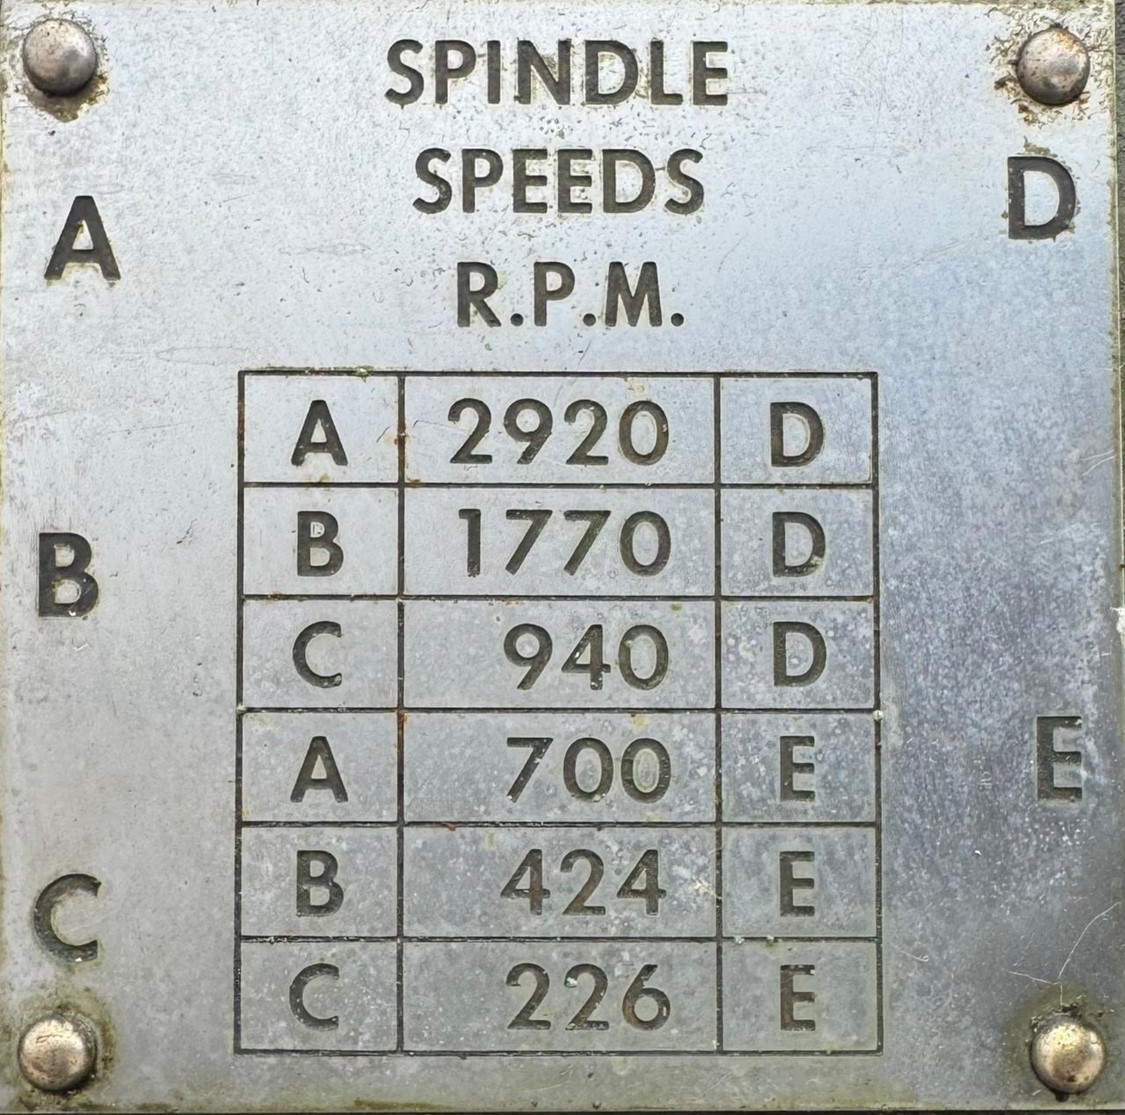 SPINDLE
SPEEDS
R.P.M.
A
D
A 2920 D
B 1770 D
B
C 940 D
A 700 E
E
B 424 E
C
C 226 E